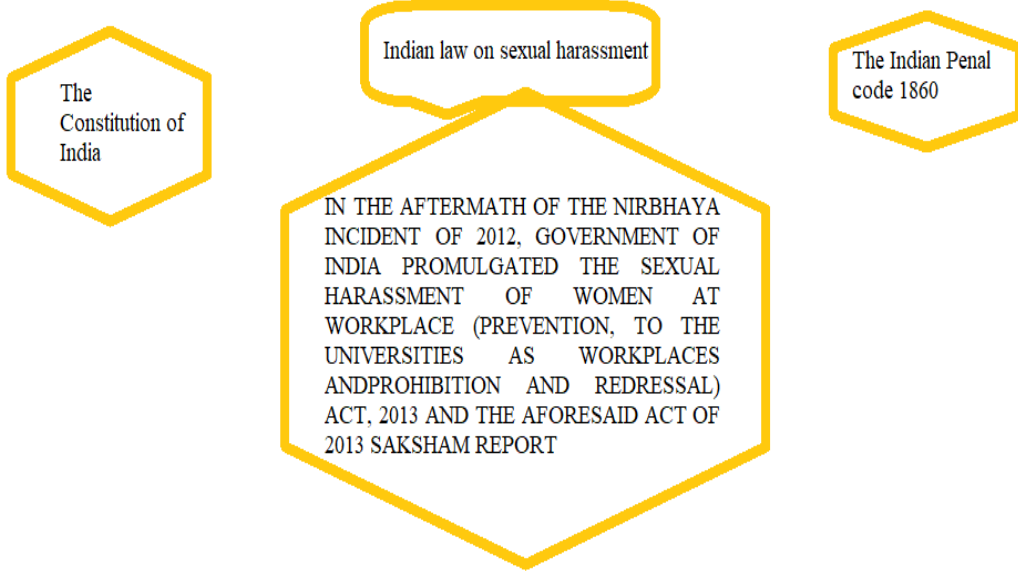 The
Constitution of
India
Indian law on sexual harassment
The Indian Penal
code 1860
IN THE AFTERMATH OF THE NIRBHAYA
INCIDENT OF 2012, GOVERNMENT OF
INDIA PROMULGATED THE SEXUAL
HARASSMENT OF WOMEN AT
WORKPLACE (PREVENTION, TO THE
UNIVERSITIES AS WORKPLACES
ANDPROHIBITION AND REDRESSAL)
ACT, 2013 AND THE AFORESAID ACT OF
2013 SAKSHAM REPORT